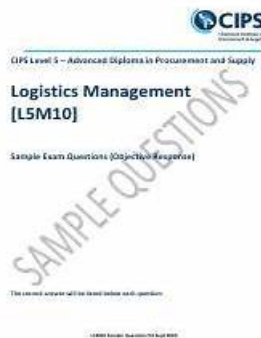 CIPS
CIPS Level 5 – Advanced Diploma in Procurement and Supply
Logistics Management
[L5M10]
Sample Exam Questions (Objective Response)
SAMPLE QUESTIONS
The correct answer will be listed below each question